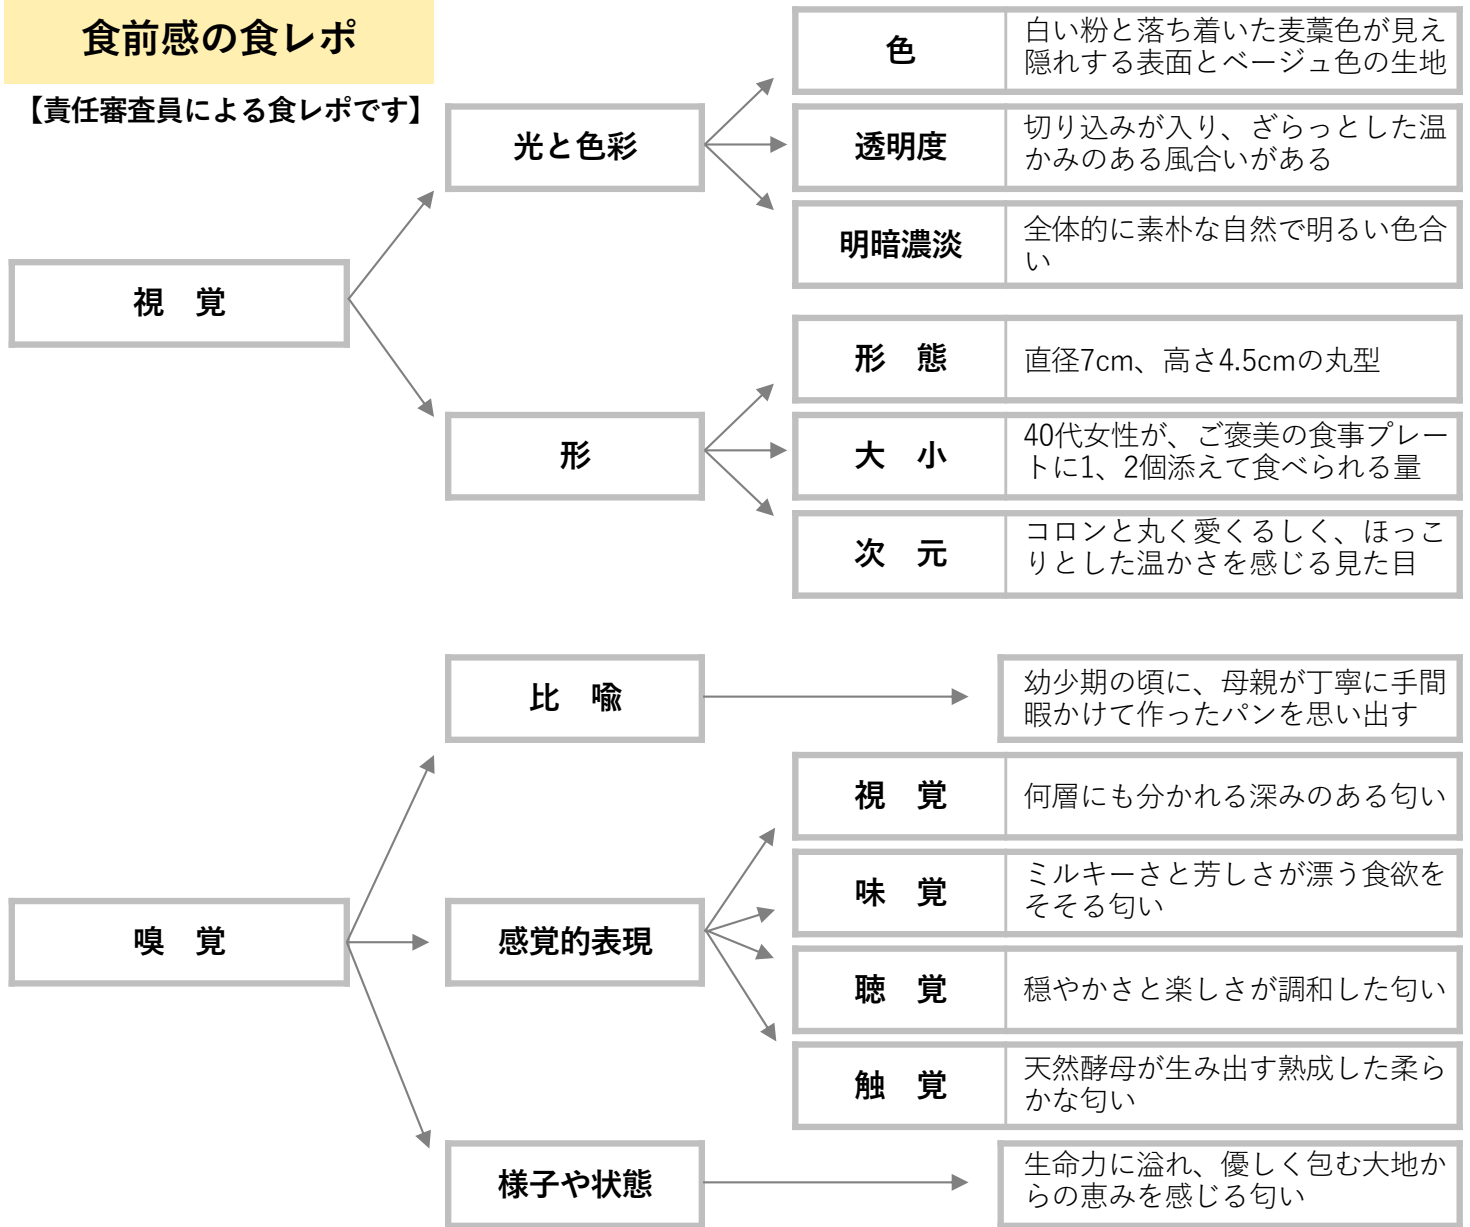 食前感の食レポ
【責任審査員による食レポです】
視　覚
光と色彩
色
白い粉と落ち着いた麦藁色が見え
隠れする表面とベージュ色の生地
透明度
切り込みが入り、ざらっとした温
かみのある風合いがある
明暗濃淡
全体的に素朴な自然で明るい色合
い
形
形　態
直径7cm、高さ4.5cmの丸型
大　小
40代女性が、ご褒美の食事プレー
トに1、2個添えて食べられる量
次　元
コロンと丸く愛くるしく、ほっこ
りとした温かさを感じる見た目
嗅　覚
比　喩
幼少期の頃に、母親が丁寧に手間
暇かけて作ったパンを思い出す
感覚的表現
視　覚
何層にも分かれる深みのある匂い
味　覚
ミルキーさと芳しさが漂う食欲を
そそる匂い
聴　覚
穏やかさと楽しさが調和した匂い
触　覚
天然酵母が生み出す熟成した柔ら
かな匂い
様子や状態
生命力に溢れ、優しく包む大地か
らの恵みを感じる匂い